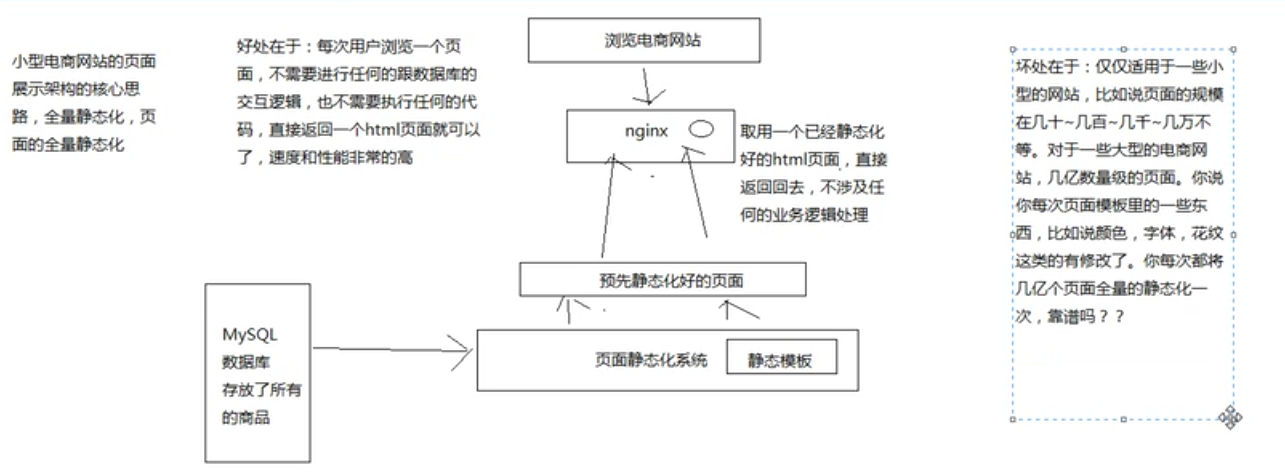 小型电商网站的页面
展示架构的核心思
路，全量静态化，页
面的全量静态化
好处在于：每次用户浏览一个页
面，不需要进行任何的跟数据库的
交互逻辑，也不需要执行任何的代
码，直接返回一个html页面就可以
了，速度和性能非常的高
浏览电商网站
nginx
取用一个已经静态化
好的html页面，直接
返回回去，不涉及任
何的业务逻辑处理
预先静态化好的页面
页面静态化系统
静态模板
MySQL
数据库
存放了所有
的商品
坏处在于：仅仅适用于一些小
型的网站，比如说页面的规模
在几十~几百~几千~几万不
等。对于一些大型的电商网
站，几亿数量级的页面。你说
你每次页面模板里的一些东
西，比如说颜色，字体，花纹
这类的有修改了。你每次都将
几亿个页面全量的静态化一
次，靠谱吗？？